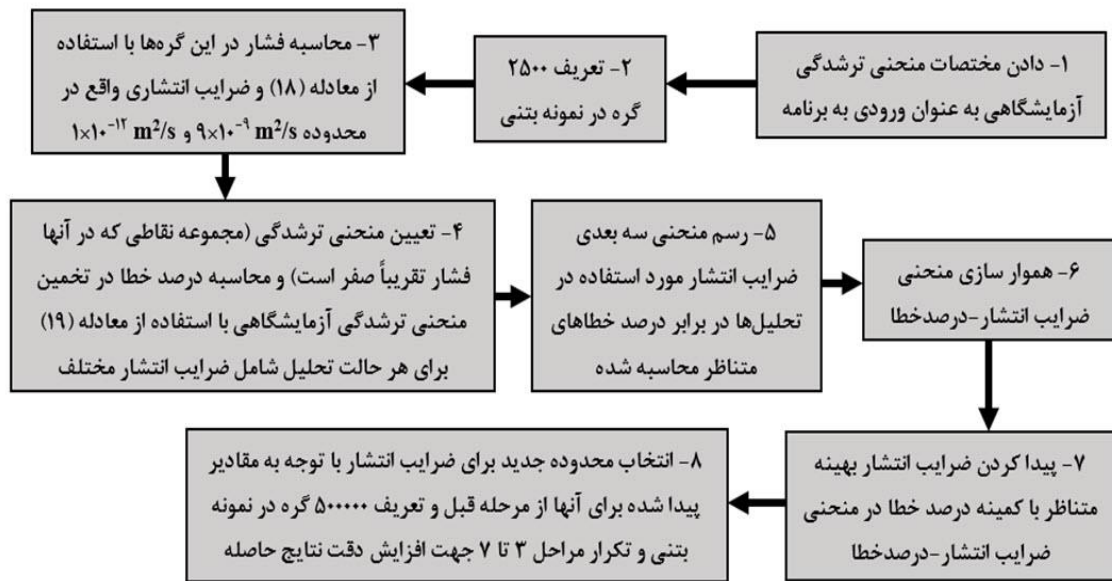 ۱- دادن مختصات منحنی ترشدگی
آزمایشگاهی به عنوان ورودی به برنامه
۲- تعریف ۲۵۰۰
گره در نمونه بتنی
۳- محاسبه فشار در این گره‌ها با استفاده
از معادله (۱۸) و ضرایب انتشاری واقع در
محدوده ۹×۱۰⁻⁹ m²/s و ۱×۱۰⁻¹² m²/s
۴- تعیین منحنی ترشدگی (مجموعه نقاطی که در آنها
فشار تقریباً صفر است) و محاسبه درصد خطا در تخمین
منحنی ترشدگی آزمایشگاهی با استفاده از معادله (۱۹)
برای هر حالت تحلیل شامل ضرایب انتشار مختلف
۵- رسم منحنی سه بعدی
ضرایب انتشار مورد استفاده در
تحلیل‌ها در برابر درصد خطاهای
متناظر محاسبه شده
۶- هموار سازی منحنی
ضرایب انتشار-درصدخطا
۷- پیدا کردن ضرایب انتشار بهینه
متناظر با کمینه درصد خطا در منحنی
ضرایب انتشار-درصدخطا
۸- انتخاب محدوده جدید برای ضرایب انتشار با توجه به مقادیر
پیدا شده برای آنها از مرحله قبل و تعریف ۵۰۰۰۰۰ گره در نمونه
بتنی و تکرار مراحل ۳ تا ۷ جهت افزایش دقت نتایج حاصله